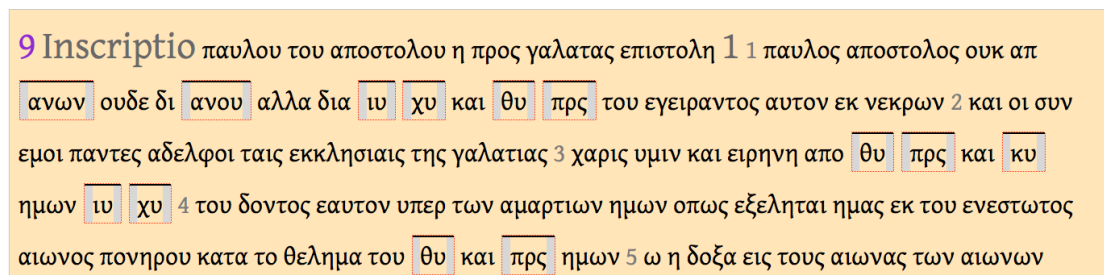 9 Inscriptio παυλου του αποστολου η προς γαλατας επιστολη 1 1 παυλος αποστολος ουκ απ
ανων ουδε δι ανου αλλα δια ιυ χυ και θυ πρς του εγειραντος αυτον εκ νεκρων 2 και οι συν
εμοι παντες αδελφοι ταις εκκλησιαις της γαλατιας 3 χαρις υμιν και ειρηνη απο θυ πρς και κυ
ημων ιυ χυ 4 του δοντος εαυτον υπερ των αμαρτιων ημων οπως εξεληται ημας εκ του ενεστωτος
αιωνος πονηρου κατα το θελημα του θυ και πρς ημων 5 ω η δοξα εις τους αιωνας των αιωνων